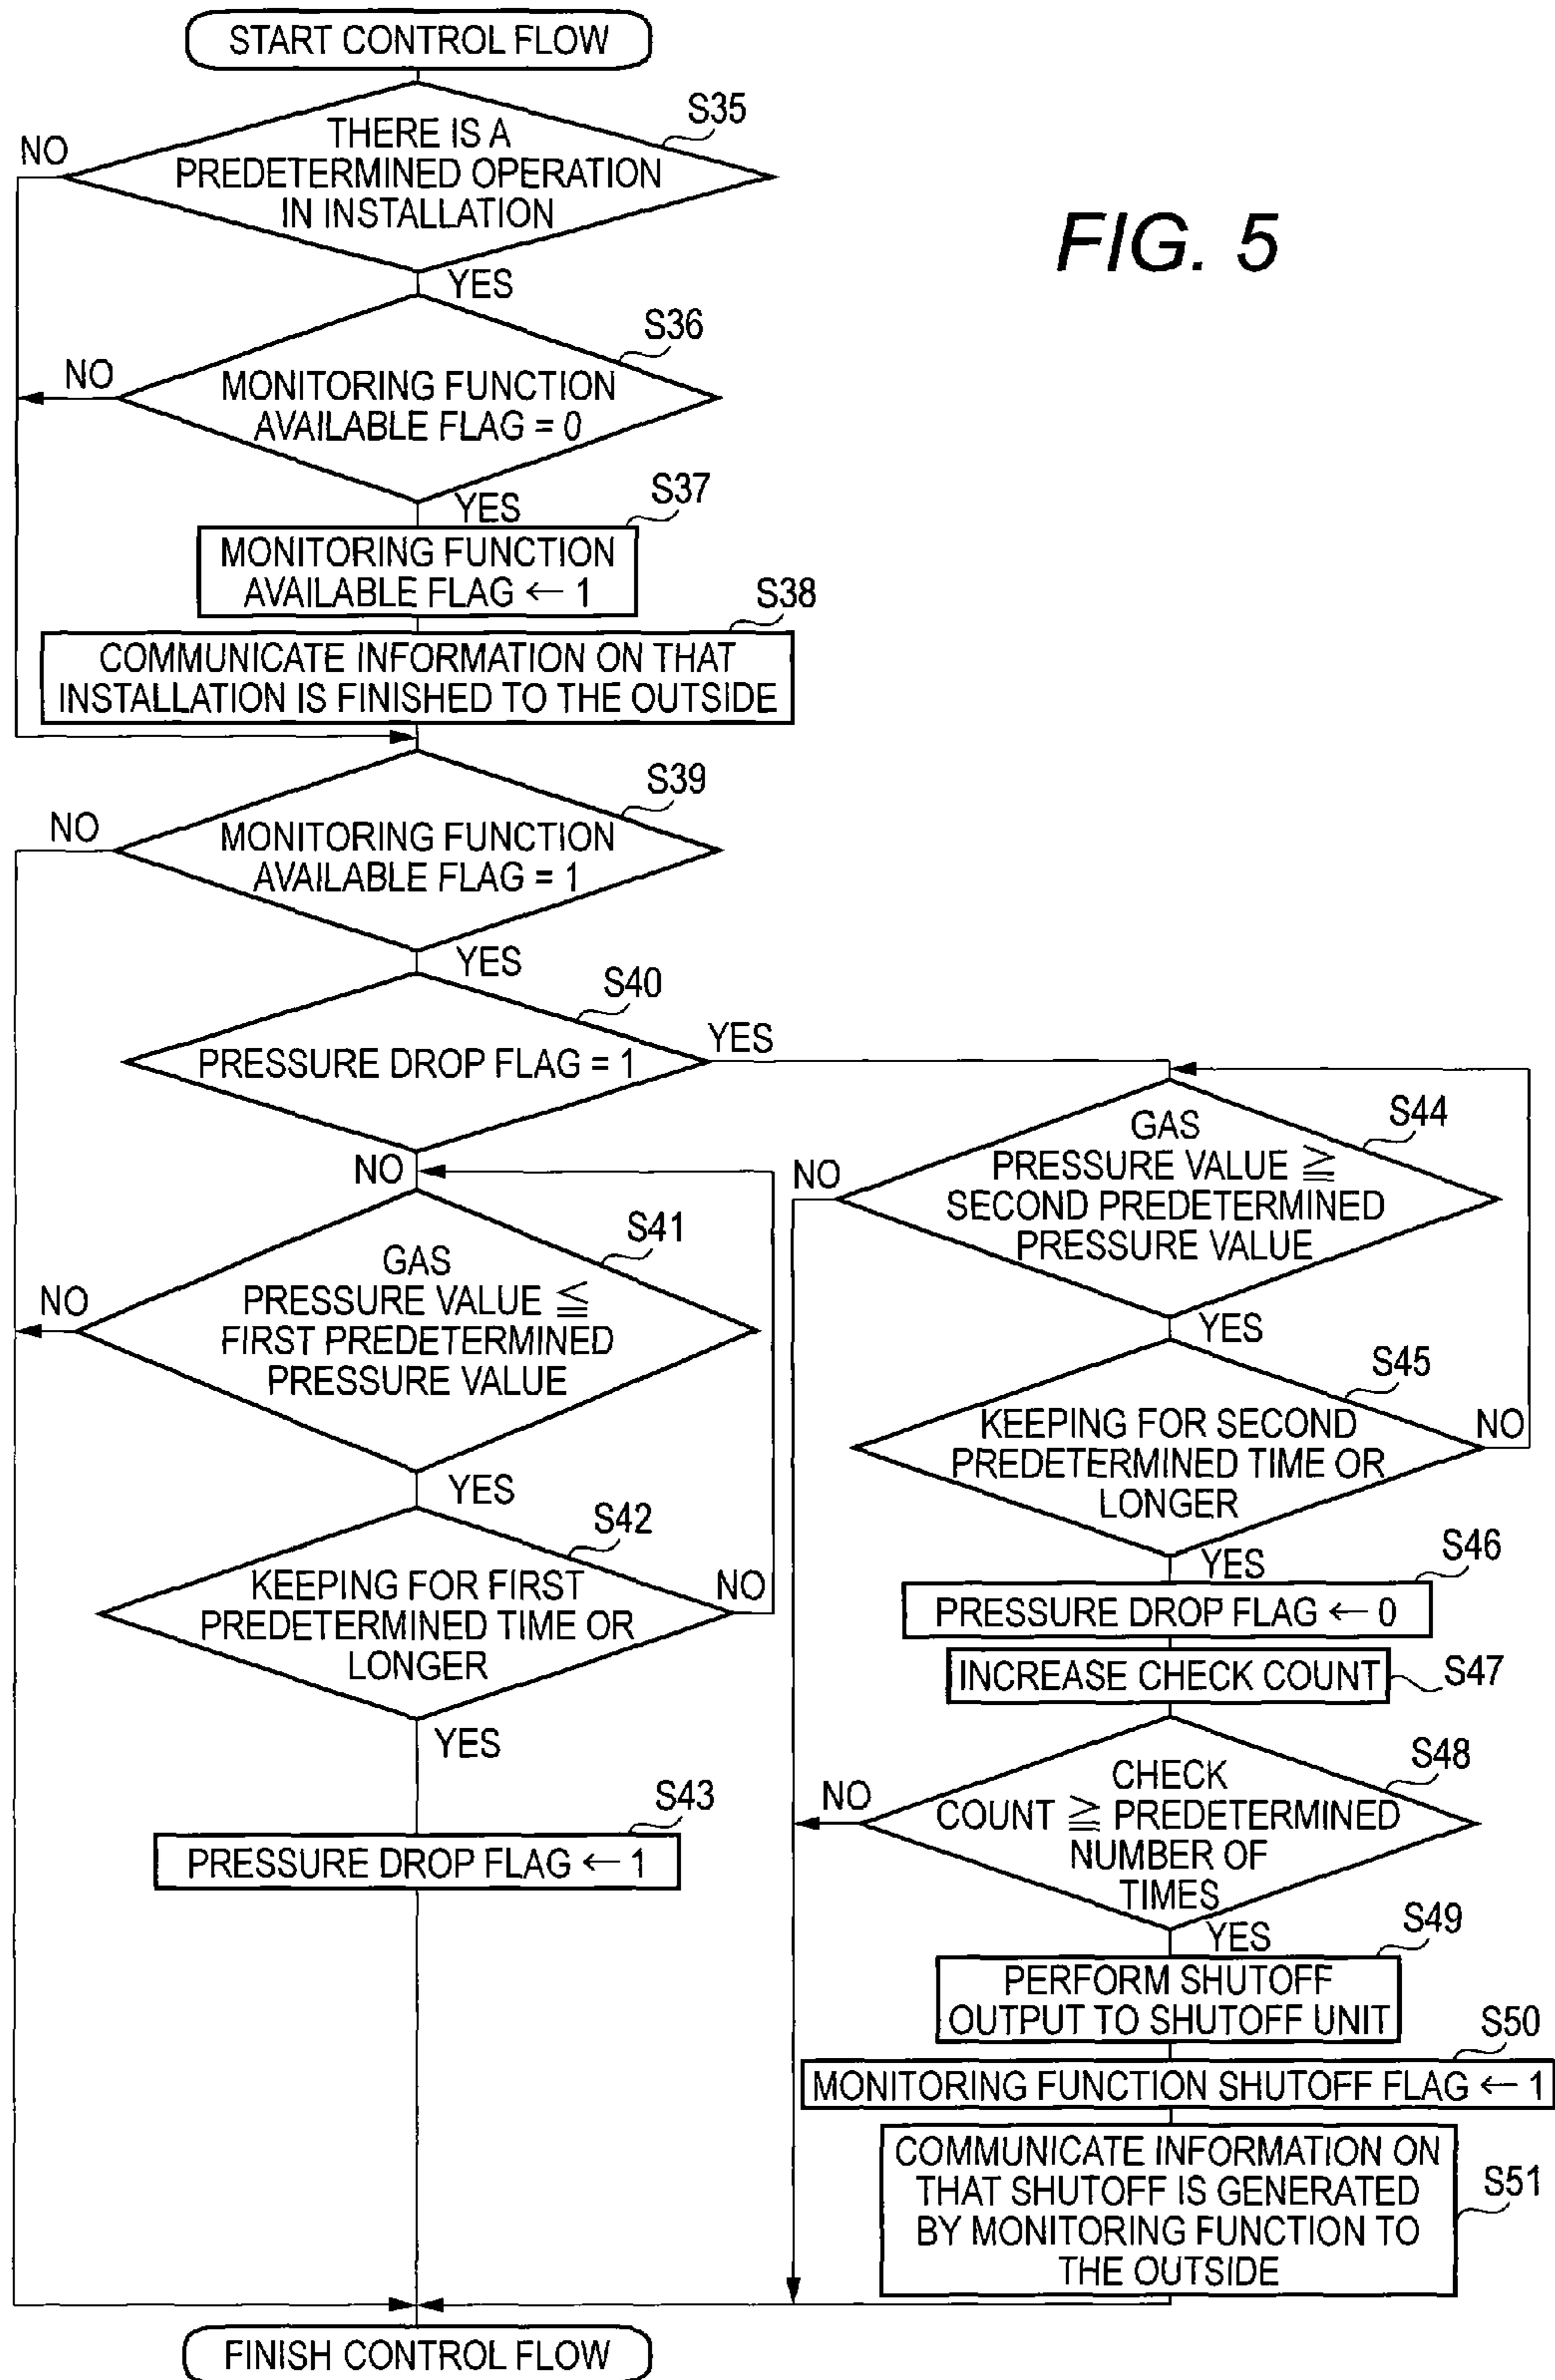 START CONTROL FLOW
S35
NO
THERE IS A
PREDETERMINED OPERATION
IN INSTALLATION
FIG. 5
YES
S36
NO
MONITORING FUNCTION
AVAILABLE FLAG = 0
YES
S37
MONITORING FUNCTION
AVAILABLE FLAG ← 1
S38
COMMUNICATE INFORMATION ON THAT
INSTALLATION IS FINISHED TO THE OUTSIDE
S39
NO
MONITORING FUNCTION
AVAILABLE FLAG = 1
YES
S40
PRESSURE DROP FLAG = 1
YES
NO
S41
GAS
PRESSURE VALUE ≦
FIRST PREDETERMINED
PRESSURE VALUE
NO
YES
S42
KEEPING FOR FIRST
PREDETERMINED TIME OR
LONGER
NO
YES
S43
PRESSURE DROP FLAG ← 1
S44
GAS
PRESSURE VALUE ≧
SECOND PREDETERMINED
PRESSURE VALUE
NO
YES
S45
KEEPING FOR SECOND
PREDETERMINED TIME OR
LONGER
NO
YES
S46
PRESSURE DROP FLAG ← 0
INCREASE CHECK COUNT
S47
S48
CHECK
COUNT ≧ PREDETERMINED
NUMBER OF
TIMES
NO
YES
S49
PERFORM SHUTOFF
OUTPUT TO SHUTOFF UNIT
S50
MONITORING FUNCTION SHUTOFF FLAG ← 1
COMMUNICATE INFORMATION ON
THAT SHUTOFF IS GENERATED
BY MONITORING FUNCTION TO
THE OUTSIDE
S51
FINISH CONTROL FLOW